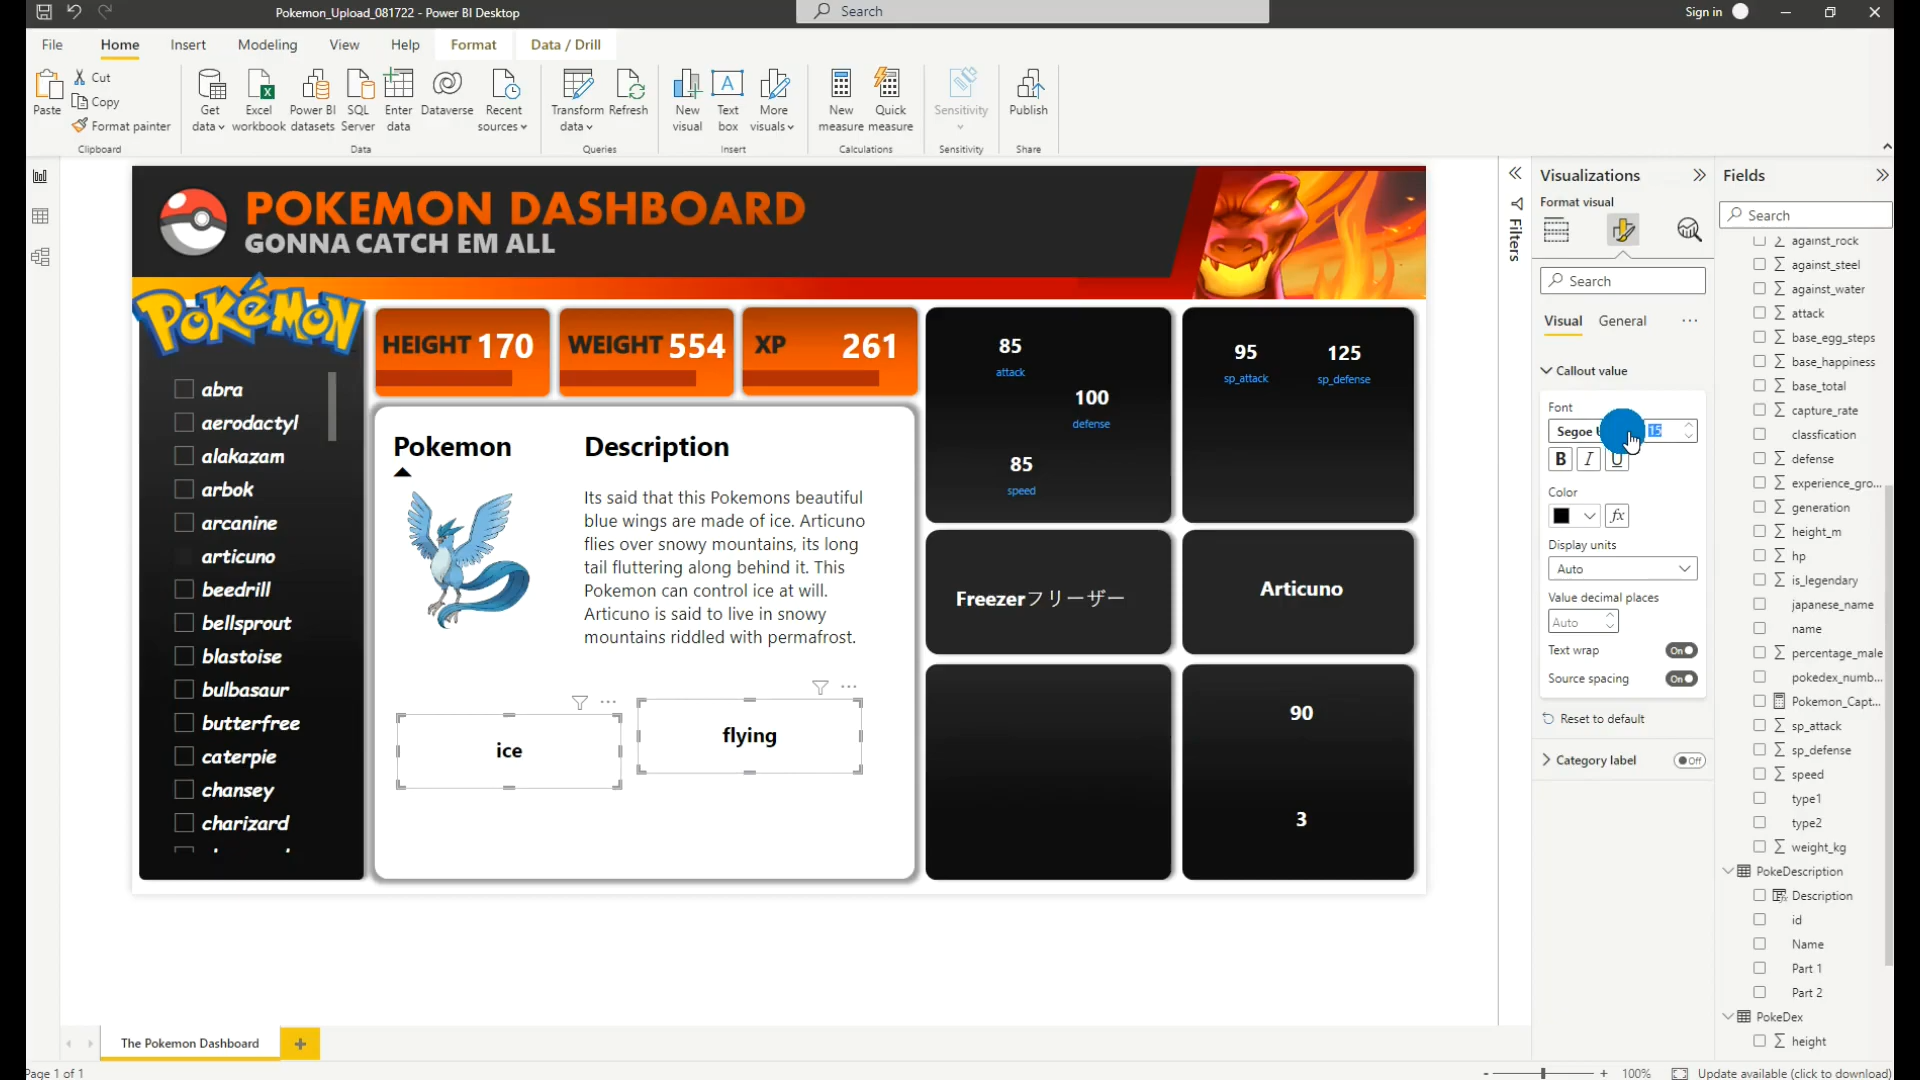 Pokemon_Upload_081722 - Power BI Desktop
Search
Sign in
File
Home
Insert
Modeling
View
Help
Format
Data / Drill
Paste
Cut
Copy
Format painter
Clipboard
Get data
Excel workbook
Power BI datasets
SQL Server
Enter data
Dataverse
Recent sources
Data
Transform data
Refresh
Queries
New visual
Text box
More visuals
Insert
New measure
Quick measure
Calculations
Sensitivity
Sensitivity
Publish
Share
POKEMON DASHBOARD
GONNA CATCH EM ALL
POKéMON
abra
aerodactyl
alakazam
arbok
arcanine
articuno
beedrill
bellsprout
blastoise
bulbasaur
butterfree
caterpie
chansey
charizard
HEIGHT 170
WEIGHT 554
XP 261
Pokemon
Description
Its said that this Pokemons beautiful
blue wings are made of ice. Articuno
flies over snowy mountains, its long
tail fluttering along behind it. This
Pokemon can control ice at will.
Articuno is said to live in snowy
mountains riddled with permafrost.
ice
flying
85
attack
100
defense
85
speed
95
sp_attack
125
sp_defense
Freezerフリーザー
Articuno
90
3
Filters
Visualizations
Format visual
Search
Visual
General
Callout value
Font
Segoe
15
B I U
Color
fx
Display units
Auto
Value decimal places
Auto
Text wrap
On
Source spacing
On
Reset to default
Category label
Off
Fields
Search
against_rock
against_steel
against_water
attack
base_egg_steps
base_happiness
base_total
capture_rate
classfication
defense
experience_gro...
generation
height_m
hp
is_legendary
japanese_name
name
percentage_male
pokedex_numb...
Pokemon_Capt...
sp_attack
sp_defense
speed
type1
type2
weight_kg
PokeDescription
Description
id
Name
Part 1
Part 2
PokeDex
height
The Pokemon Dashboard
Page 1 of 1
100%
Update available (click to download)